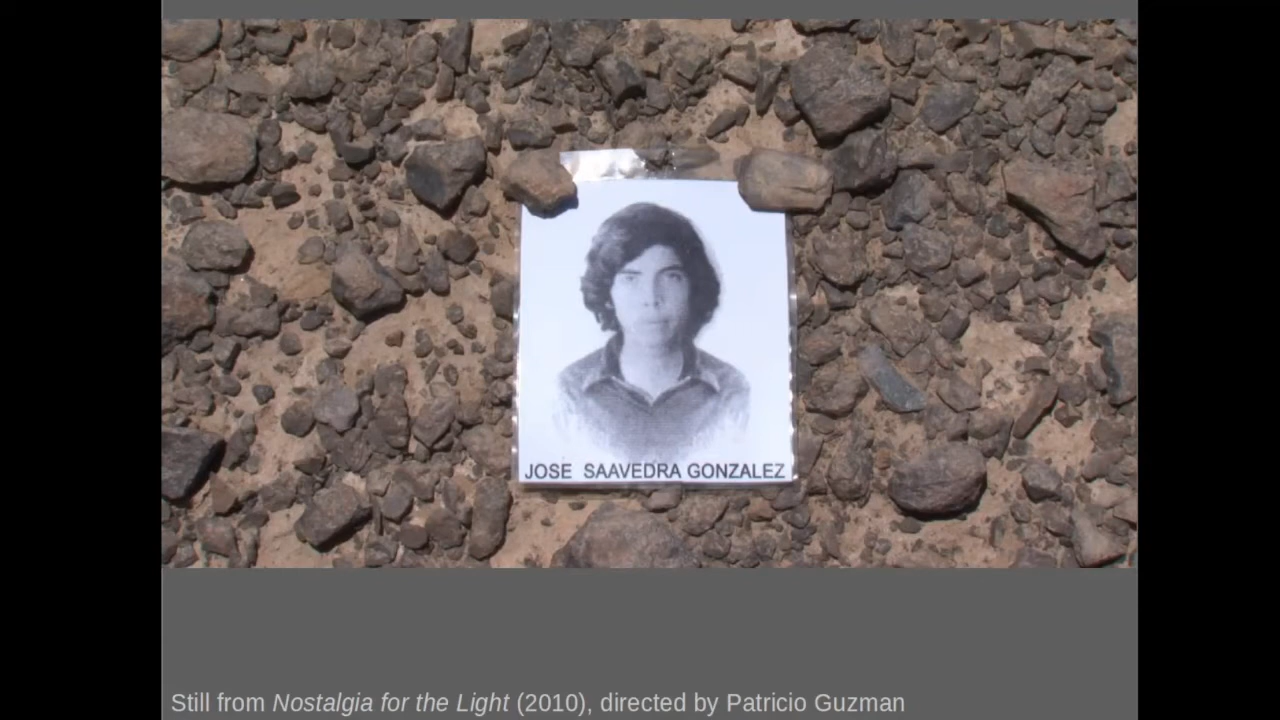 JOSE SAAVEDRA GONZALEZ
Still from Nostalgia for the Light (2010), directed by Patricio Guzman